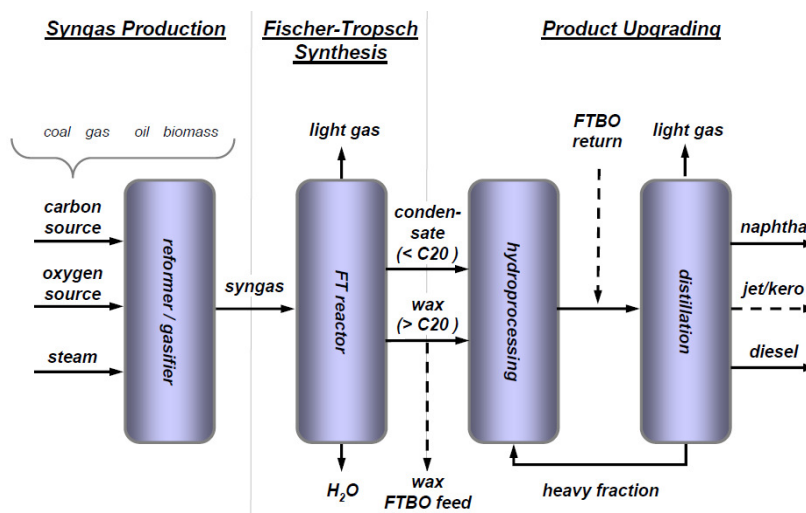 Syngas Production
Fischer-Tropsch
Synthesis
Product Upgrading
coal gas oil biomass
carbon
source
oxygen
source
steam
reformer / gasifier
syngas
light gas
FT reactor
H2O
conden-
sate
(< C20 )
wax
(> C20 )
wax
FTBO feed
hydroprocessing
FTBO
return
light gas
distillation
naphtha
jet/kero
diesel
heavy fraction